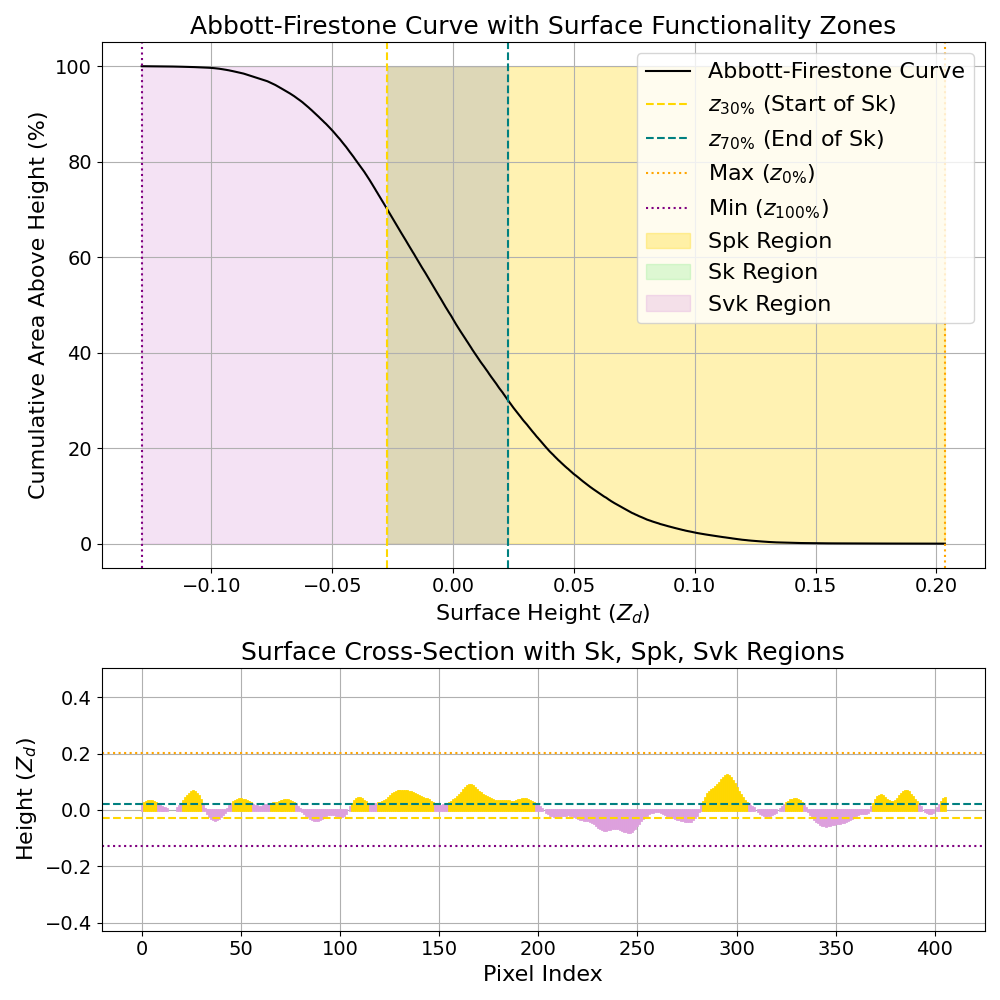 Abbott-Firestone Curve with Surface Functionality Zones
Cumulative Area Above Height (%)
100
80
60
40
20
0
Abbott-Firestone Curve
z30% (Start of Sk)
z70% (End of Sk)
Max (z0%)
Min (z100%)
Spk Region
Sk Region
Svk Region
−0.10 −0.05 0.00 0.05 0.10 0.15 0.20
Surface Height (Zd)
Surface Cross-Section with Sk, Spk, Svk Regions
Height (Zd)
0.4
0.2
0.0
−0.2
−0.4
0 50 100 150 200 250 300 350 400
Pixel Index